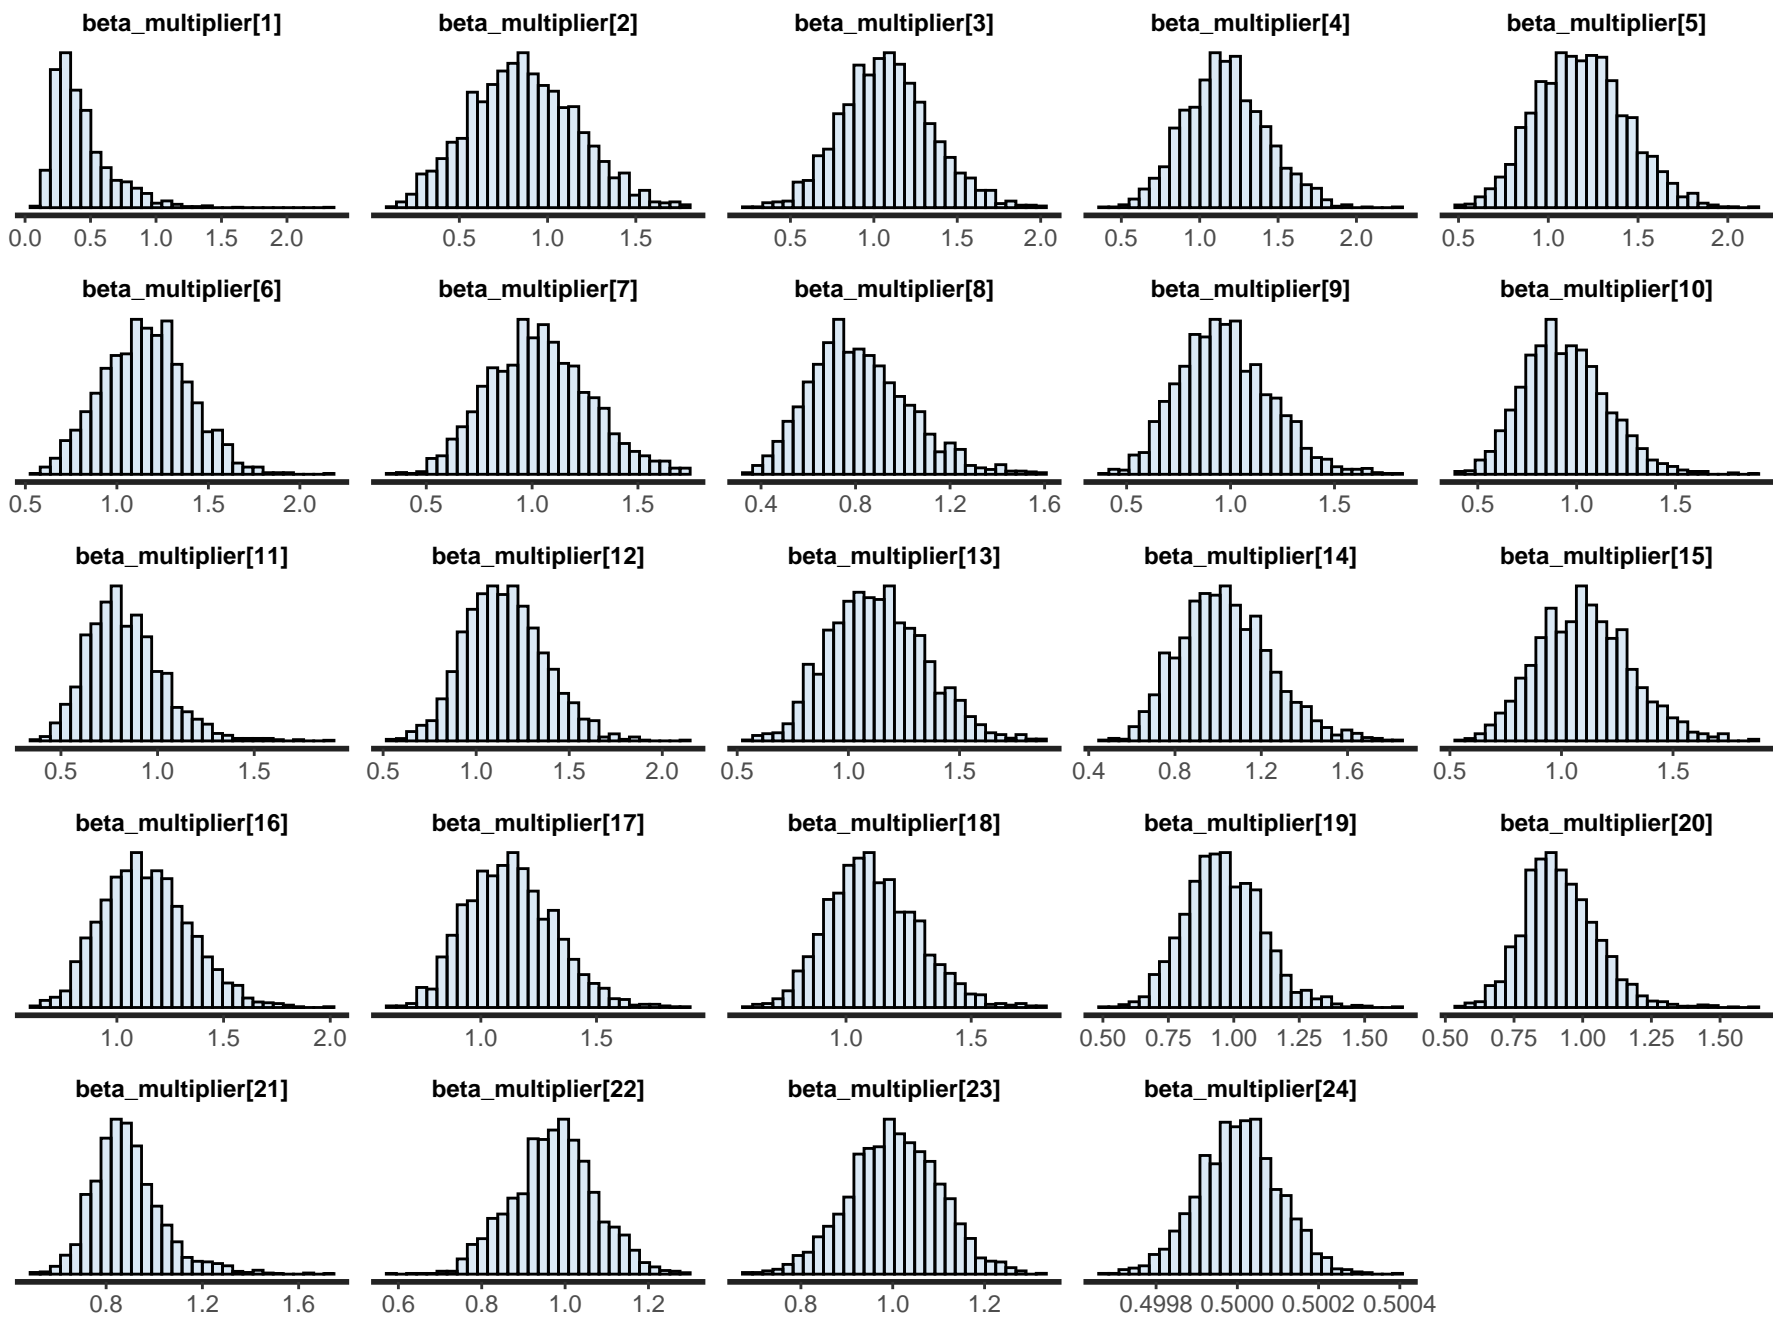 beta_multiplier[1] beta_multiplier[2] beta_multiplier[3] beta_multiplier[4] beta_multiplier[5]
0.0 0.5 1.0 1.5 2.0 0.5 1.0 1.5 0.5 1.0 1.5 2.0 0.5 1.0 1.5 2.0 0.5 1.0 1.5 2.0
beta_multiplier[6] beta_multiplier[7] beta_multiplier[8] beta_multiplier[9] beta_multiplier[10]
0.5 1.0 1.5 2.0 0.5 1.0 1.5 0.4 0.8 1.2 1.6 0.5 1.0 1.5 0.5 1.0 1.5
beta_multiplier[11] beta_multiplier[12] beta_multiplier[13] beta_multiplier[14] beta_multiplier[15]
0.5 1.0 1.5 0.5 1.0 1.5 2.0 0.5 1.0 1.5 0.4 0.8 1.2 1.6 0.5 1.0 1.5
beta_multiplier[16] beta_multiplier[17] beta_multiplier[18] beta_multiplier[19] beta_multiplier[20]
1.0 1.5 2.0 1.0 1.5 1.0 1.5 0.50 0.75 1.00 1.25 1.50 0.50 0.75 1.00 1.25 1.50
beta_multiplier[21] beta_multiplier[22] beta_multiplier[23] beta_multiplier[24]
0.8 1.2 1.6 0.6 0.8 1.0 1.2 0.8 1.0 1.2 0.4998 0.5000 0.5002 0.5004